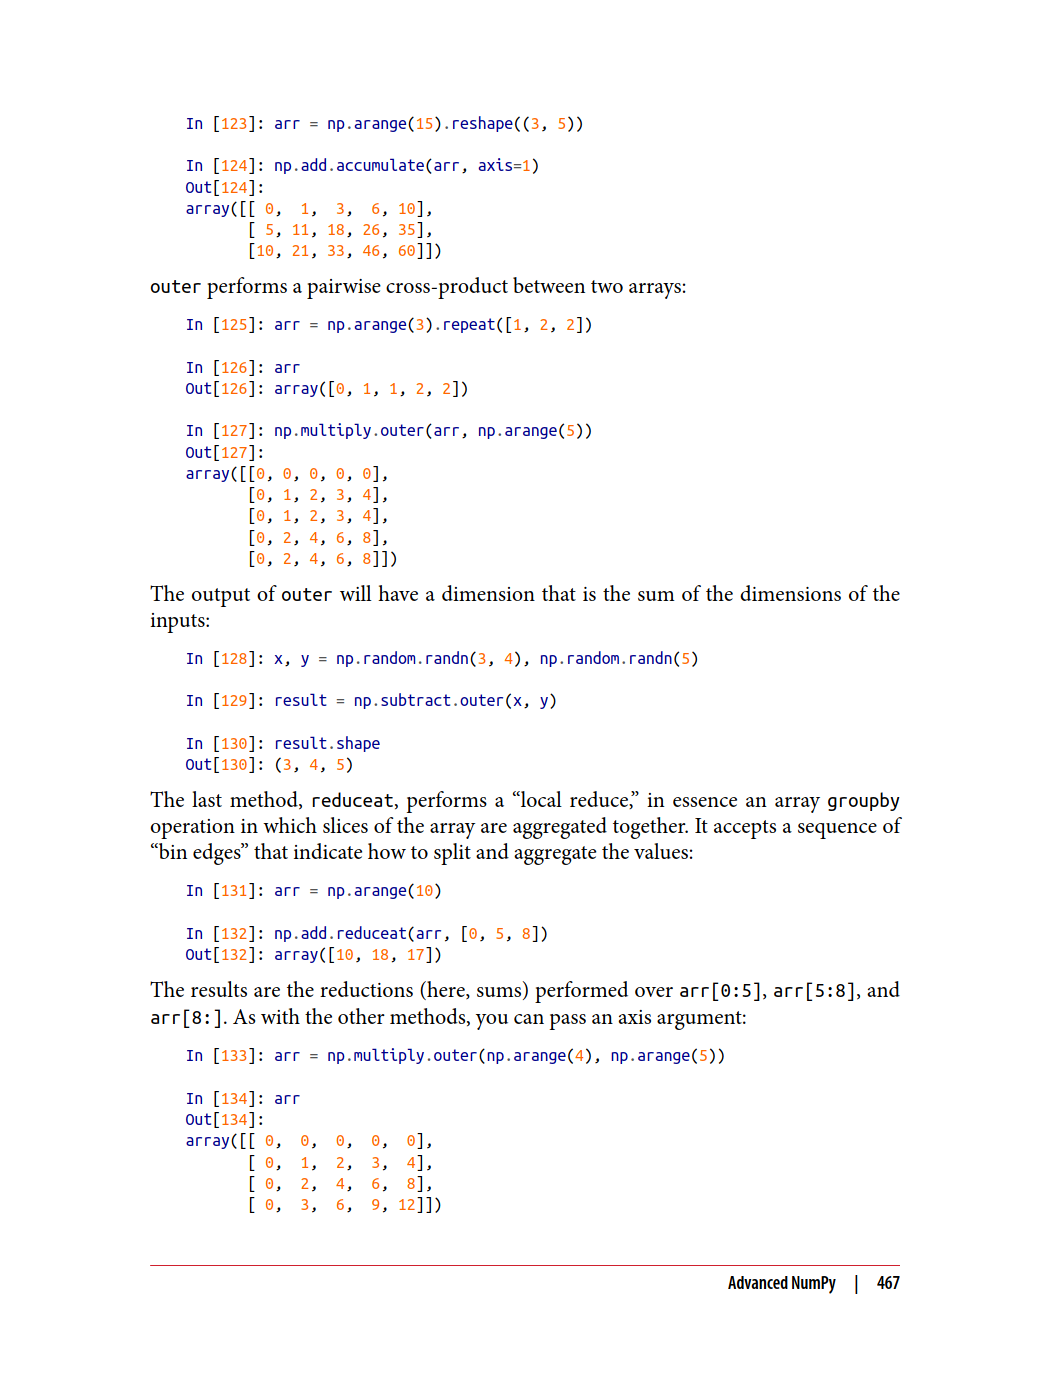 In [123]: arr = np.arange(15).reshape((3, 5))
In [124]: np.add.accumulate(arr, axis=1)
Out[124]:
array([[ 0,  1,  3,  6, 10],
       [ 5, 11, 18, 26, 35],
       [10, 21, 33, 46, 60]])
outer performs a pairwise cross-product between two arrays:
In [125]: arr = np.arange(3).repeat([1, 2, 2])
In [126]: arr
Out[126]: array([0, 1, 1, 2, 2])
In [127]: np.multiply.outer(arr, np.arange(5))
Out[127]:
array([[0, 0, 0, 0, 0],
       [0, 1, 2, 3, 4],
       [0, 1, 2, 3, 4],
       [0, 2, 4, 6, 8],
       [0, 2, 4, 6, 8]])
The output of outer will have a dimension that is the sum of the dimensions of the
inputs:
In [128]: x, y = np.random.randn(3, 4), np.random.randn(5)
In [129]: result = np.subtract.outer(x, y)
In [130]: result.shape
Out[130]: (3, 4, 5)
The last method, reduceat, performs a “local reduce,” in essence an array groupby
operation in which slices of the array are aggregated together. It accepts a sequence of
“bin edges” that indicate how to split and aggregate the values:
In [131]: arr = np.arange(10)
In [132]: np.add.reduceat(arr, [0, 5, 8])
Out[132]: array([10, 18, 17])
The results are the reductions (here, sums) performed over arr[0:5], arr[5:8], and
arr[8:]. As with the other methods, you can pass an axis argument:
In [133]: arr = np.multiply.outer(np.arange(4), np.arange(5))
In [134]: arr
Out[134]:
array([[ 0,  0,  0,  0,  0],
       [ 0,  1,  2,  3,  4],
       [ 0,  2,  4,  6,  8],
       [ 0,  3,  6,  9, 12]])
Advanced NumPy | 467